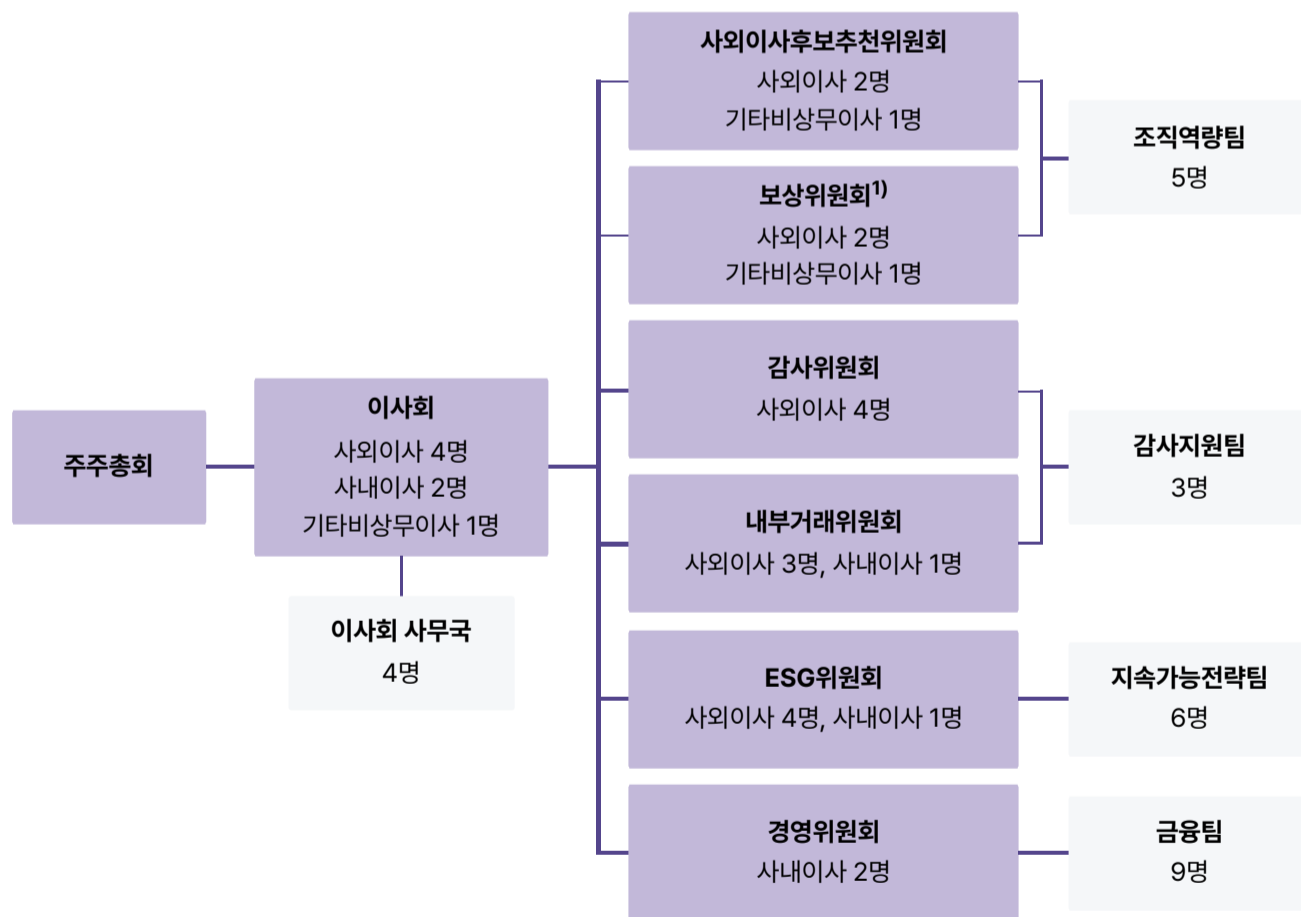 주주총회
이사회
사외이사 4명
사내이사 2명
기타비상무이사 1명
이사회 사무국
4명
사외이사후보추천위원회
사외이사 2명
기타비상무이사 1명
보상위원회1)
사외이사 2명
기타비상무이사 1명
조직역량팀
5명
감사위원회
사외이사 4명
내부거래위원회
사외이사 3명, 사내이사 1명
감사지원팀
3명
ESG위원회
사외이사 4명, 사내이사 1명
지속가능전략팀
6명
경영위원회
사내이사 2명
금융팀
9명